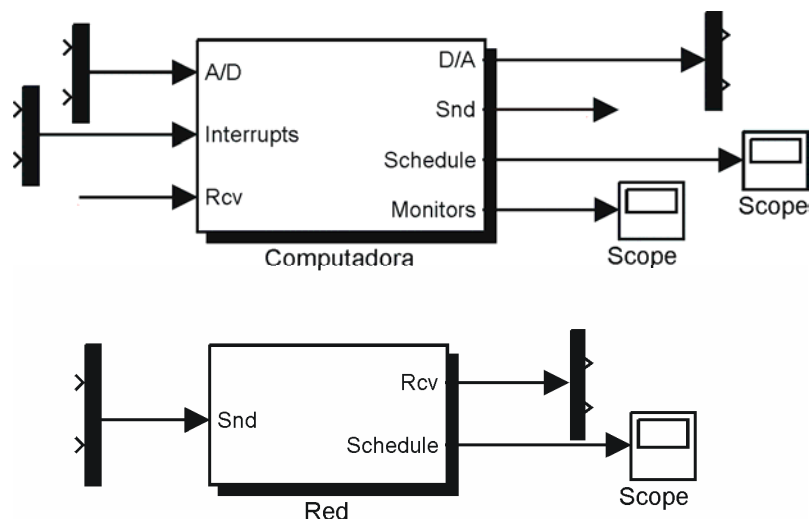 A/D
Interrupts
Rcv
D/A
Snd
Schedule
Monitors
Scope
Scope
Computadora
Snd
Rcv
Schedule
Scope
Red